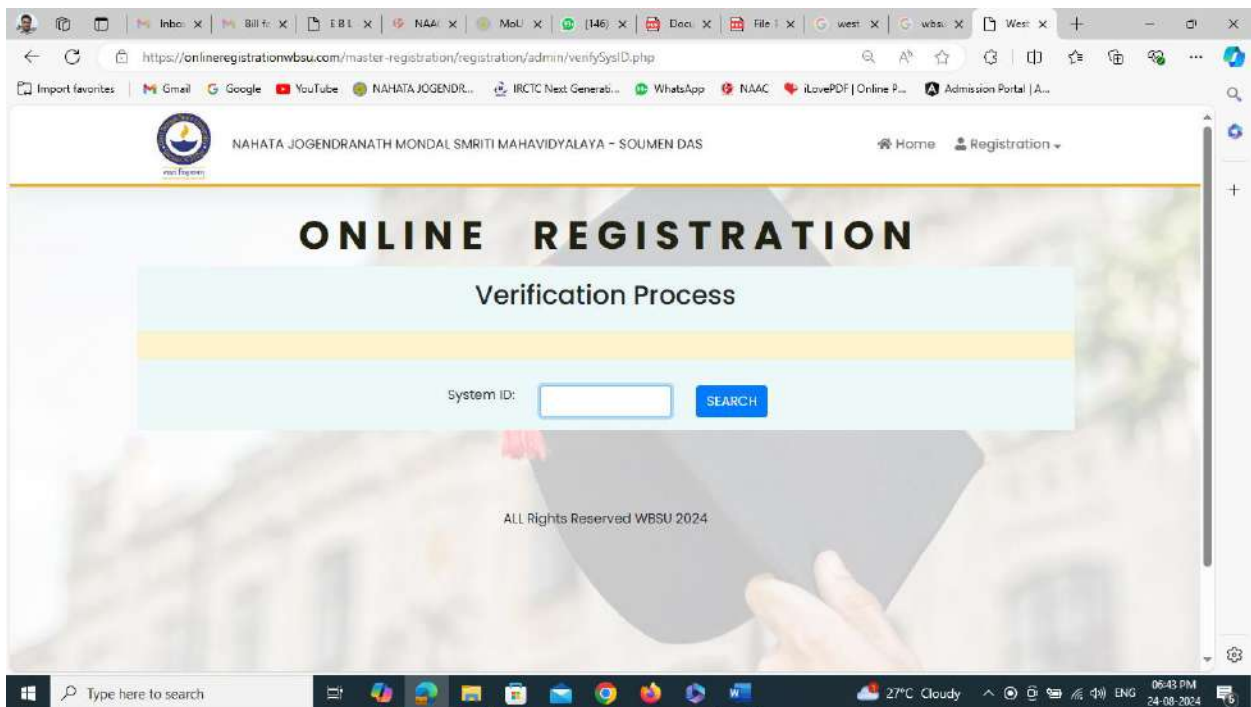 Inbo
Bill fo
E B L
NAAC
MoU
(146)
Docu
File
west
wbsu
West
https://onlineregistrationwbsu.com/master-registration/registration/admin/verifySysID.php
Import favorites
Gmail
Google
YouTube
NAHATA JOGENDR...
IRCTC Next Generati...
WhatsApp
NAAC
iLovePDF | Online P...
Admission Portal | A...
NAHATA JOGENDRANATH MONDAL SMRITI MAHAVIDYALAYA - SOUMEN DAS
Home
Registration
ONLINE REGISTRATION
Verification Process
System ID:
SEARCH
ALL Rights Reserved WBSU 2024
Type here to search
27°C Cloudy
ENG
06:43 PM
24-08-2024
6